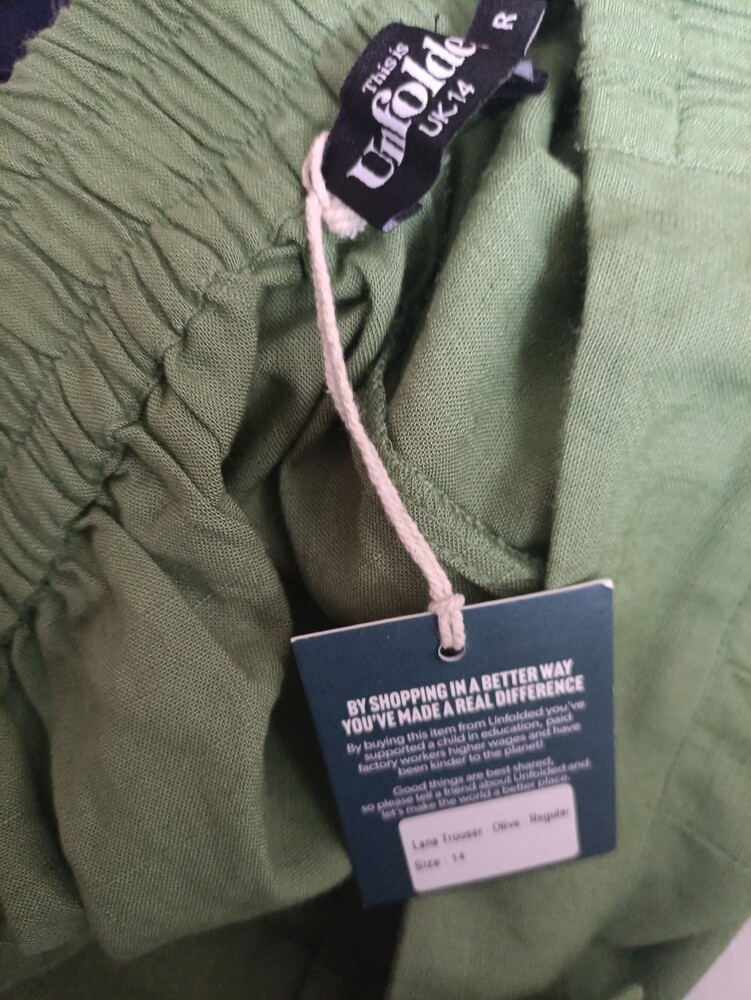 R
This is
Unfolde
UK 14
BY SHOPPING IN A BETTER WAY
YOU'VE MADE A REAL DIFFERENCE
By buying this item from Unfolded you've
supported a child in education, paid
factory workers higher wages and have
been kinder to the planet!
Good things are best shared,
so please tell a friend about Unfolded and
let's make the world a better place.
Lana Trouser - Olive - Regular
Size - 14